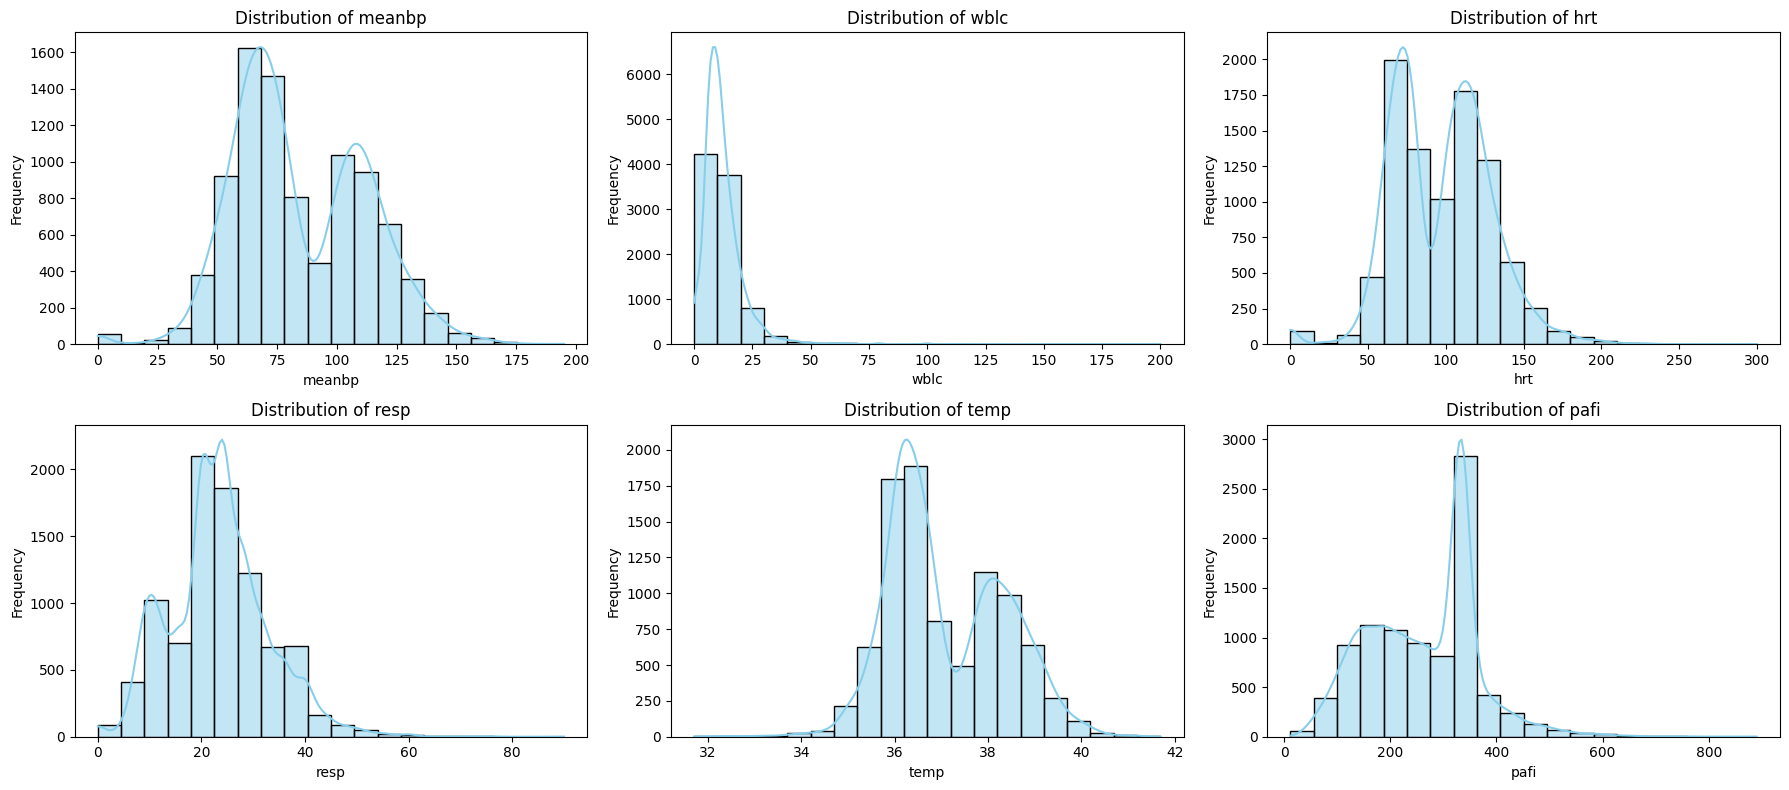 Distribution of meanbp
Distribution of wblc
Distribution of hrt
1600
1400
1200
1000
800
600
400
200
0
Frequency
0 25 50 75 100 125 150 175 200
meanbp
6000
5000
4000
3000
2000
1000
0
Frequency
0 25 50 75 100 125 150 175 200
wblc
2000
1750
1500
1250
1000
750
500
250
0
Frequency
0 50 100 150 200 250 300
hrt
Distribution of resp
Distribution of temp
Distribution of pafi
2000
1500
1000
500
0
Frequency
0 20 40 60 80
resp
2000
1750
1500
1250
1000
750
500
250
0
Frequency
32 34 36 38 40 42
temp
3000
2500
2000
1500
1000
500
0
Frequency
0 200 400 600 800
pafi